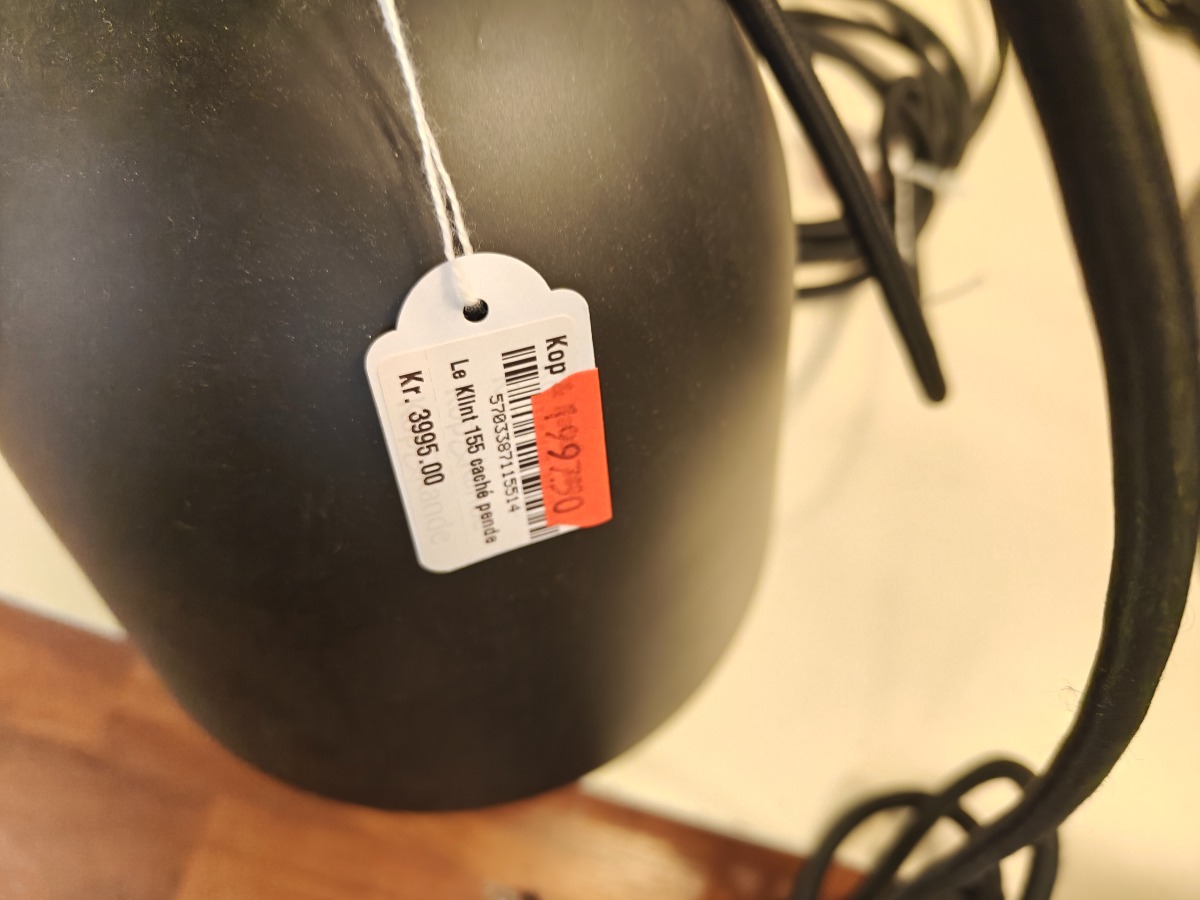 Kop
1997.50
5703387115514
Le Klint 155 caché pende
Kr. 3995.00